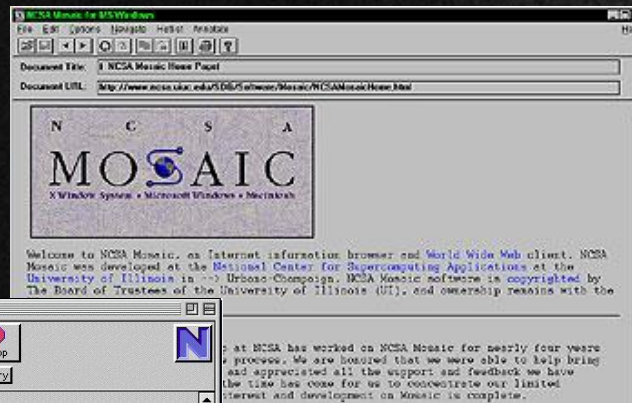 NCSA Mosaic for MS Windows
File Edit Options Navigate Hotlist Annotate
Document Title: NCSA Mosaic Home Page
Document URL: http://www.ncsa.uiuc.edu/SDG/Software/Mosaic/NCSAMosaicHome.html
N C S A
MOSAIC
X Window System • Microsoft Windows • Macintosh
Welcome to NCSA Mosaic, an Internet information browser and World Wide Web client. NCSA
Mosaic was developed at the National Center for Supercomputing Applications at the
University of Illinois in --> Urbana-Champaign. NCSA Mosaic software is copyrighted by
The Board of Trustees of the University of Illinois (UI), and ownership remains with the
N
at NCSA has worked on NCSA Mosaic for nearly four years
process. We are honored that we were able to help bring
and appreciated all the support and feedback we have
the time has come for us to concentrate our limited
interest and development on Mosaic is complete.